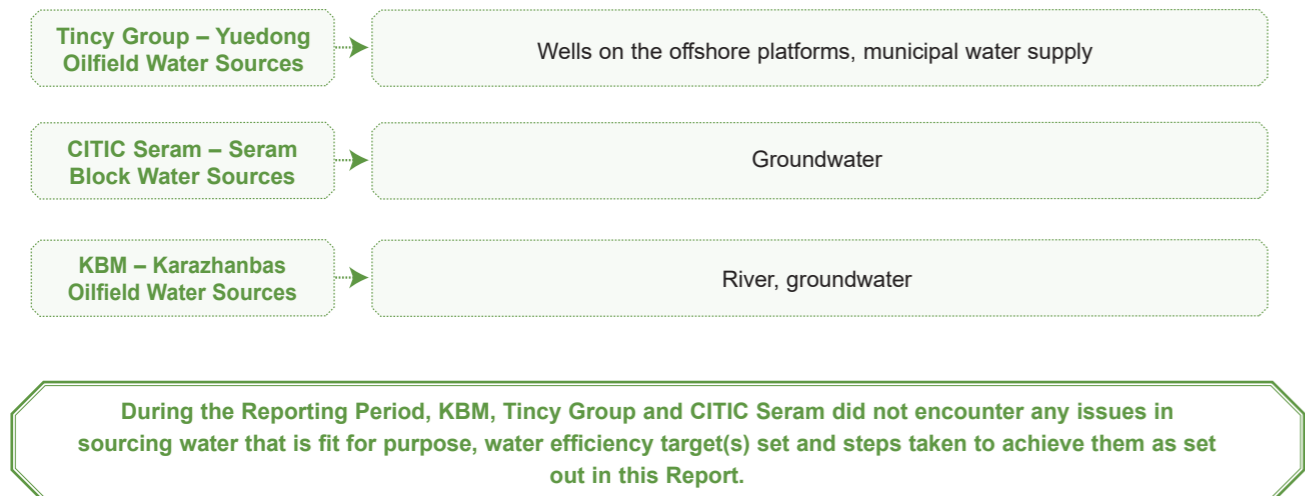 Tincy Group – Yuedong
Oilfield Water Sources
Wells on the offshore platforms, municipal water supply
CITIC Seram – Seram
Block Water Sources
Groundwater
KBM – Karazhanbas
Oilfield Water Sources
River, groundwater
During the Reporting Period, KBM, Tincy Group and CITIC Seram did not encounter any issues in
sourcing water that is fit for purpose, water efficiency target(s) set and steps taken to achieve them as set
out in this Report.